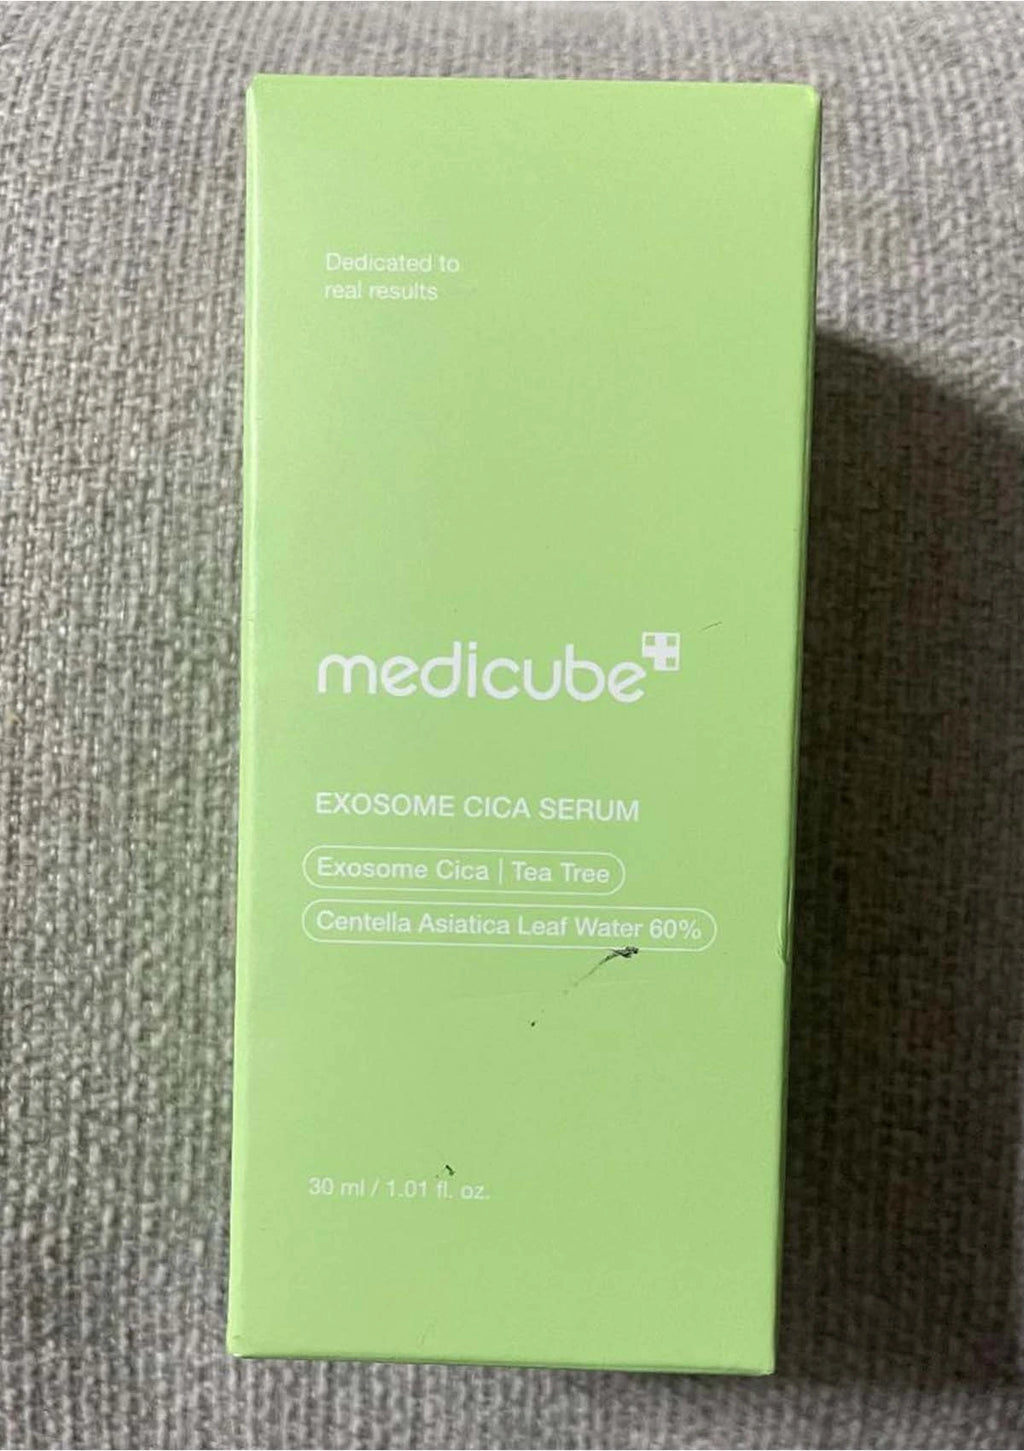 Dedicated to
real results
medicube
EXOSOME CICA SERUM
Exosome Cica | Tea Tree
Centella Asiatica Leaf Water 60%
30 ml / 1.01 fl. oz.